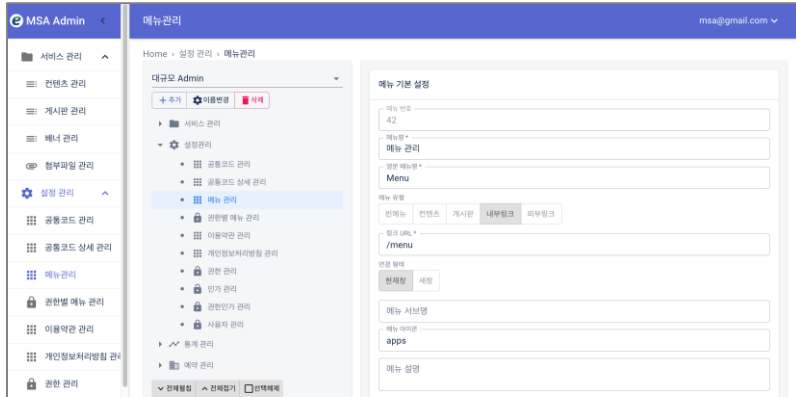 MSA Admin
메뉴관리
msa@gmail.com
서비스 관리
컨텐츠 관리
게시판 관리
배너 관리
첨부파일 관리
설정 관리
공통코드 관리
공통코드 상세 관리
메뉴관리
권한별 메뉴 관리
이용약관 관리
개인정보처리방침 관리
권한 관리
Home › 설정 관리 › 메뉴관리
대규모 Admin
+ 추가 이름변경 삭제
서비스 관리
설정관리
공통코드 관리
공통코드 상세 관리
메뉴 관리
권한별 메뉴 관리
이용약관 관리
개인정보처리방침 관리
권한 관리
인가 관리
권한인가 관리
사용자 관리
통계 관리
예약 관리
전체펼침 전체접기 선택해제
메뉴 기본 설정
메뉴 번호
42
메뉴명 *
메뉴 관리
영문 메뉴명 *
Menu
메뉴 유형
빈메뉴 컨텐츠 게시판 내부링크 외부링크
링크 URL *
/menu
연결 형태
현재창 새창
메뉴 서브명
메뉴 아이콘
apps
메뉴 설명